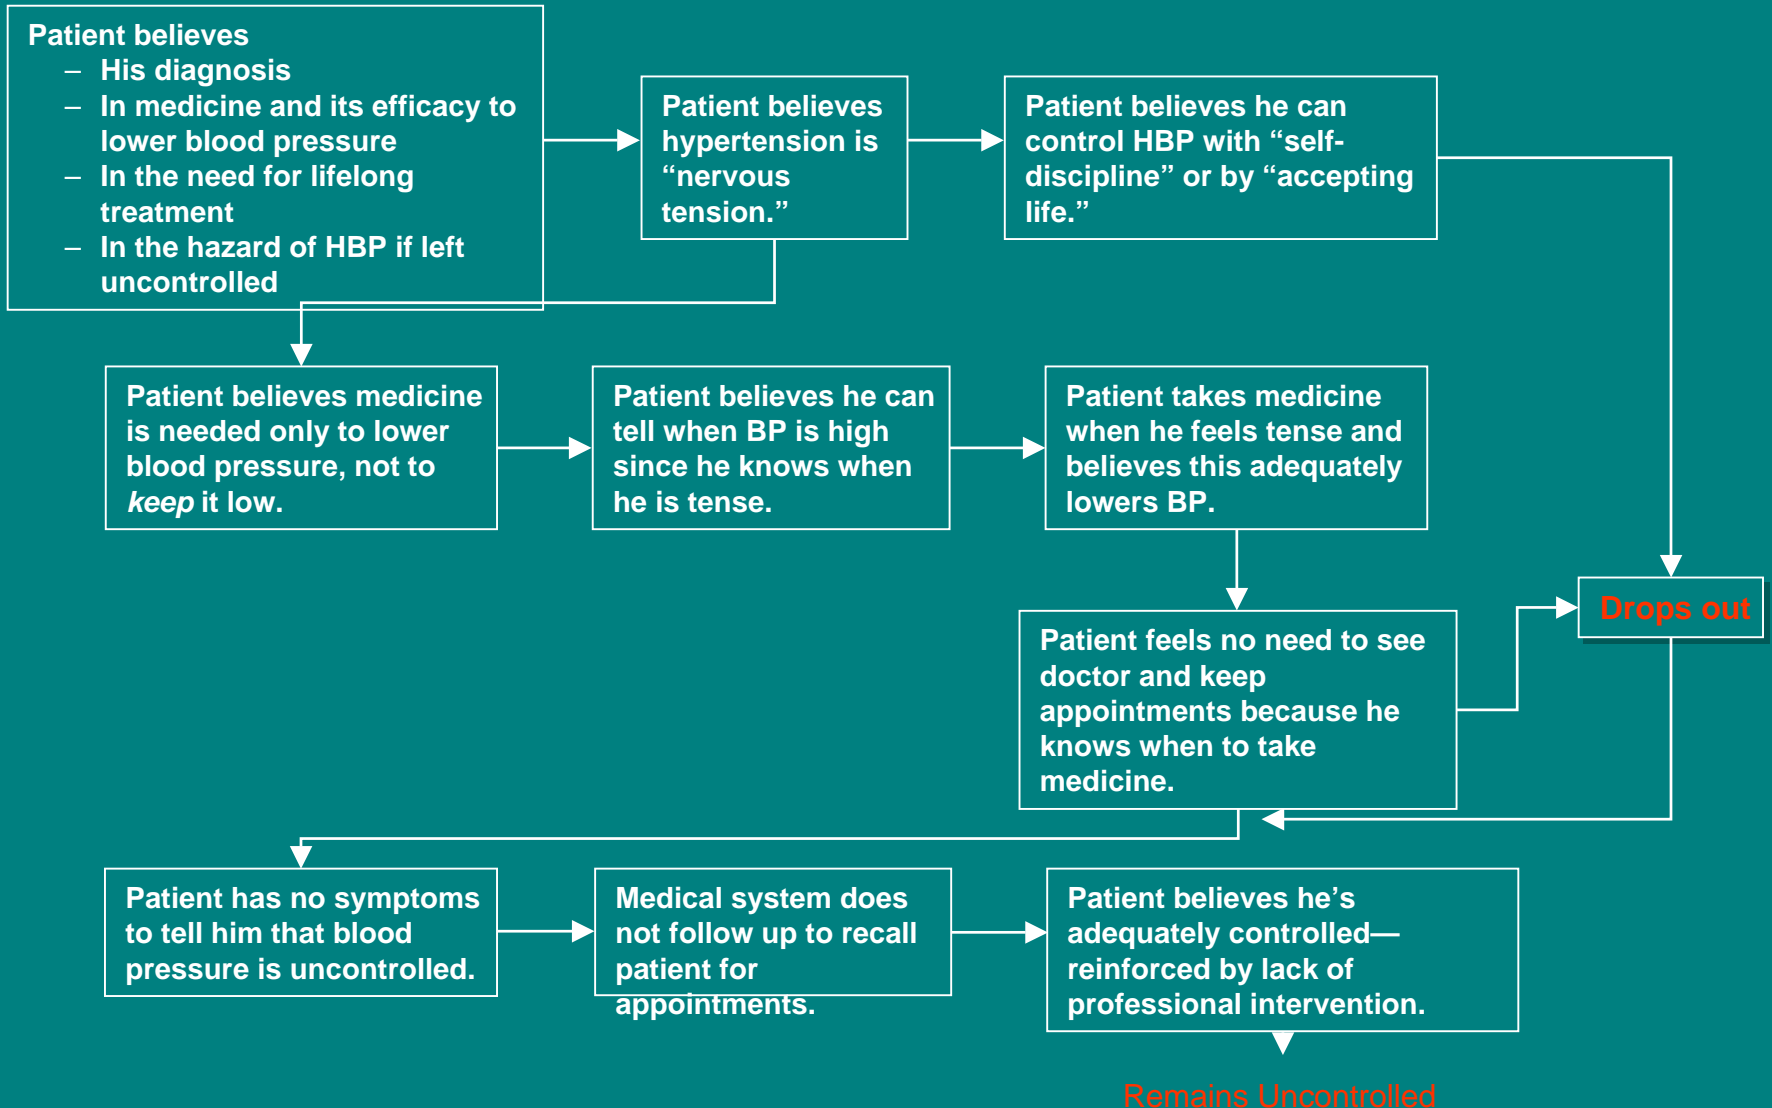 Patient believes
– His diagnosis
– In medicine and its efficacy to
lower blood pressure
– In the need for lifelong
treatment
– In the hazard of HBP if left
uncontrolled
Patient believes
hypertension is
“nervous
tension.”
Patient believes he can
control HBP with “self-
discipline” or by “accepting
life.”
Patient believes medicine
is needed only to lower
blood pressure, not to
keep it low.
Patient believes he can
tell when BP is high
since he knows when
he is tense.
Patient takes medicine
when he feels tense and
believes this adequately
lowers BP.
Drops out
Patient feels no need to see
doctor and keep
appointments because he
knows when to take
medicine.
Patient has no symptoms
to tell him that blood
pressure is uncontrolled.
Medical system does
not follow up to recall
patient for
appointments.
Patient believes he’s
adequately controlled—
reinforced by lack of
professional intervention.
Remains Uncontrolled